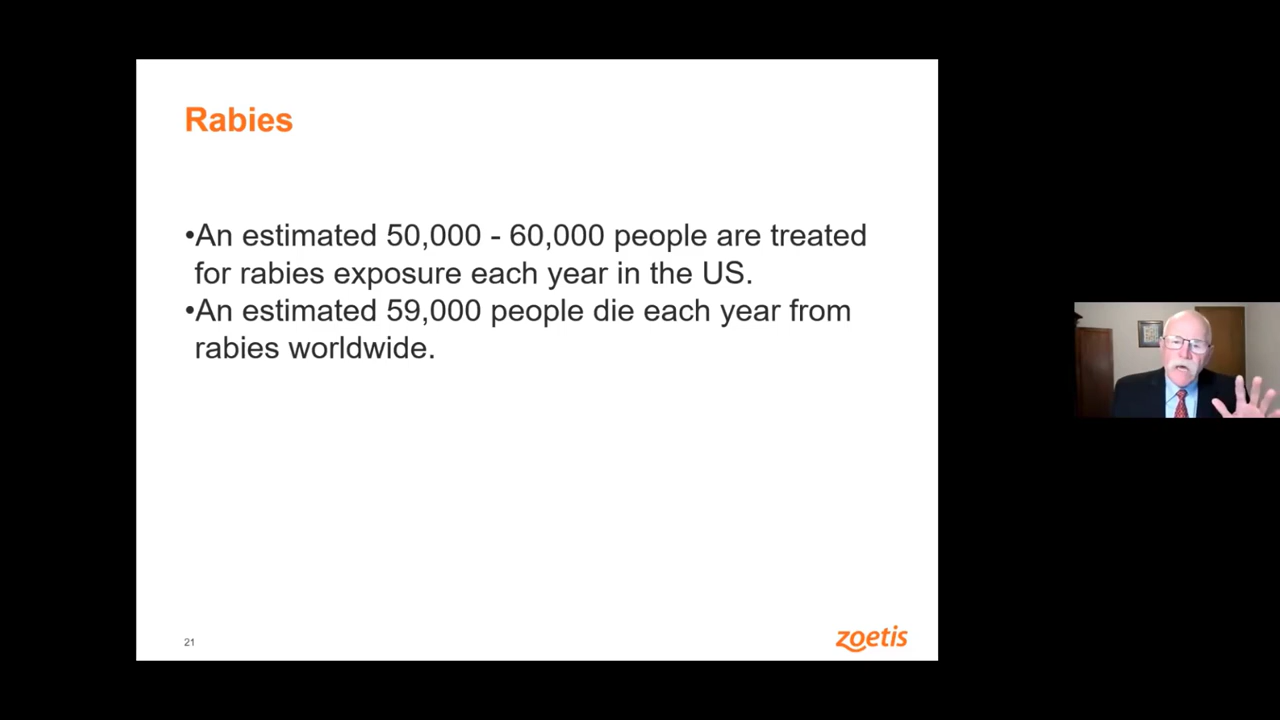 Rabies
•An estimated 50,000 - 60,000 people are treated
for rabies exposure each year in the US.
•An estimated 59,000 people die each year from
rabies worldwide.
21
zoetis